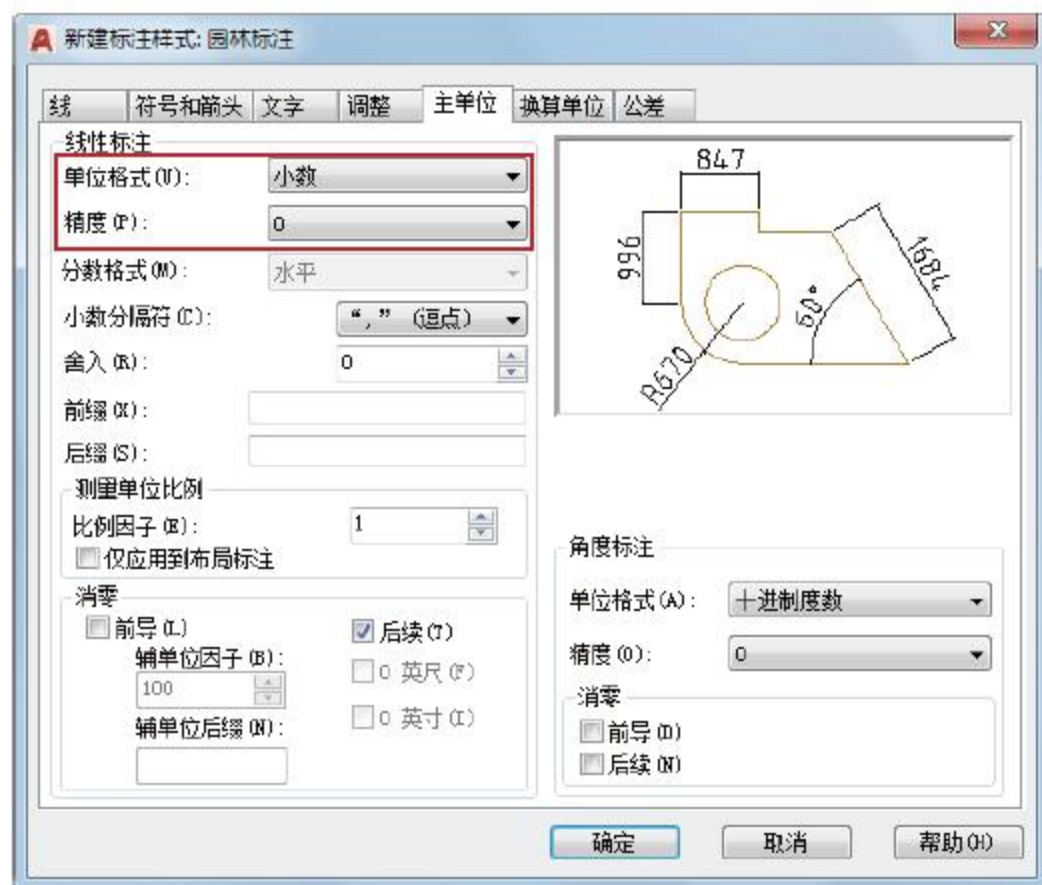 新建标注样式: 园林标注
线 符号和箭头 文字 调整 主单位 换算单位 公差
线性标注
单位格式(U): 小数
精度(P): 0
分数格式(M): 水平
小数分隔符(C): “,” (逗点)
舍入(R): 0
前缀(X):
后缀(S):
测量单位比例
比例因子(E): 1
仅应用到布局标注
消零
前导(L)
后续(T)
辅单位因子(B):
100
0 英尺(F)
辅单位后缀(N):
0 英寸(I)
847
996
1684
60°
R670
角度标注
单位格式(A): 十进制度数
精度(O): 0
消零
前导(D)
后续(N)
确定 取消 帮助(H)